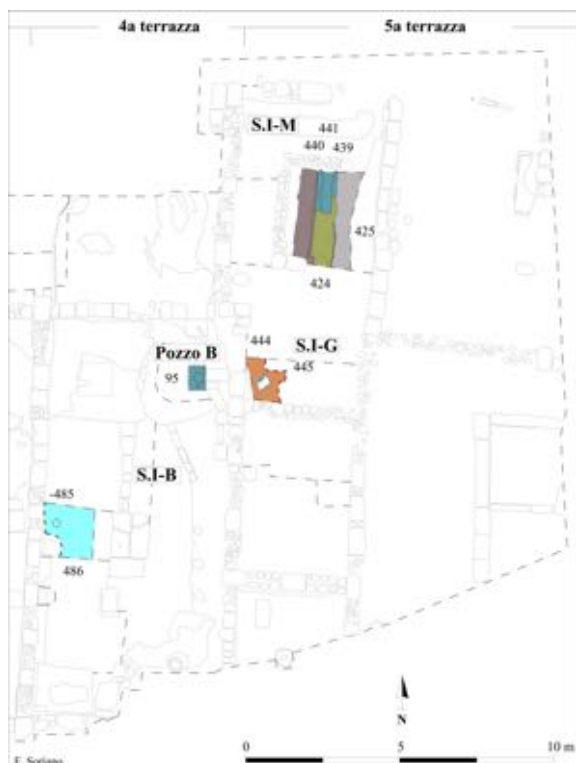 4a terrazza 5a terrazza
S.I-M
441
440 439
425
424
444
S.I-G
Pozzo B
445
95
S.I-B
-485
486
N
0 5 10 m
F. Soriano